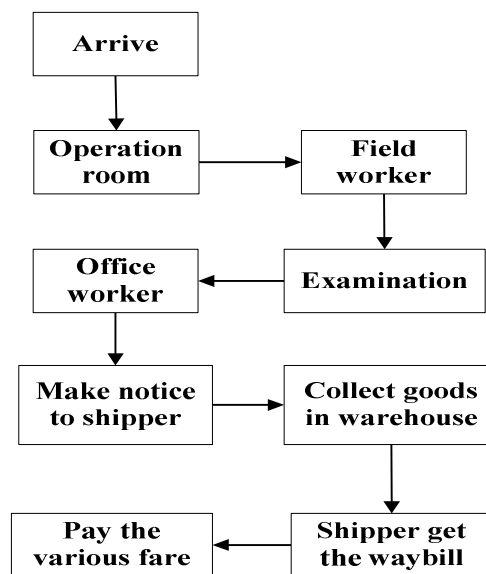 Arrive
Operation
room
Field
worker
Office
worker
Examination
Make notice
to shipper
Collect goods
in warehouse
Pay the
various fare
Shipper get
the waybill